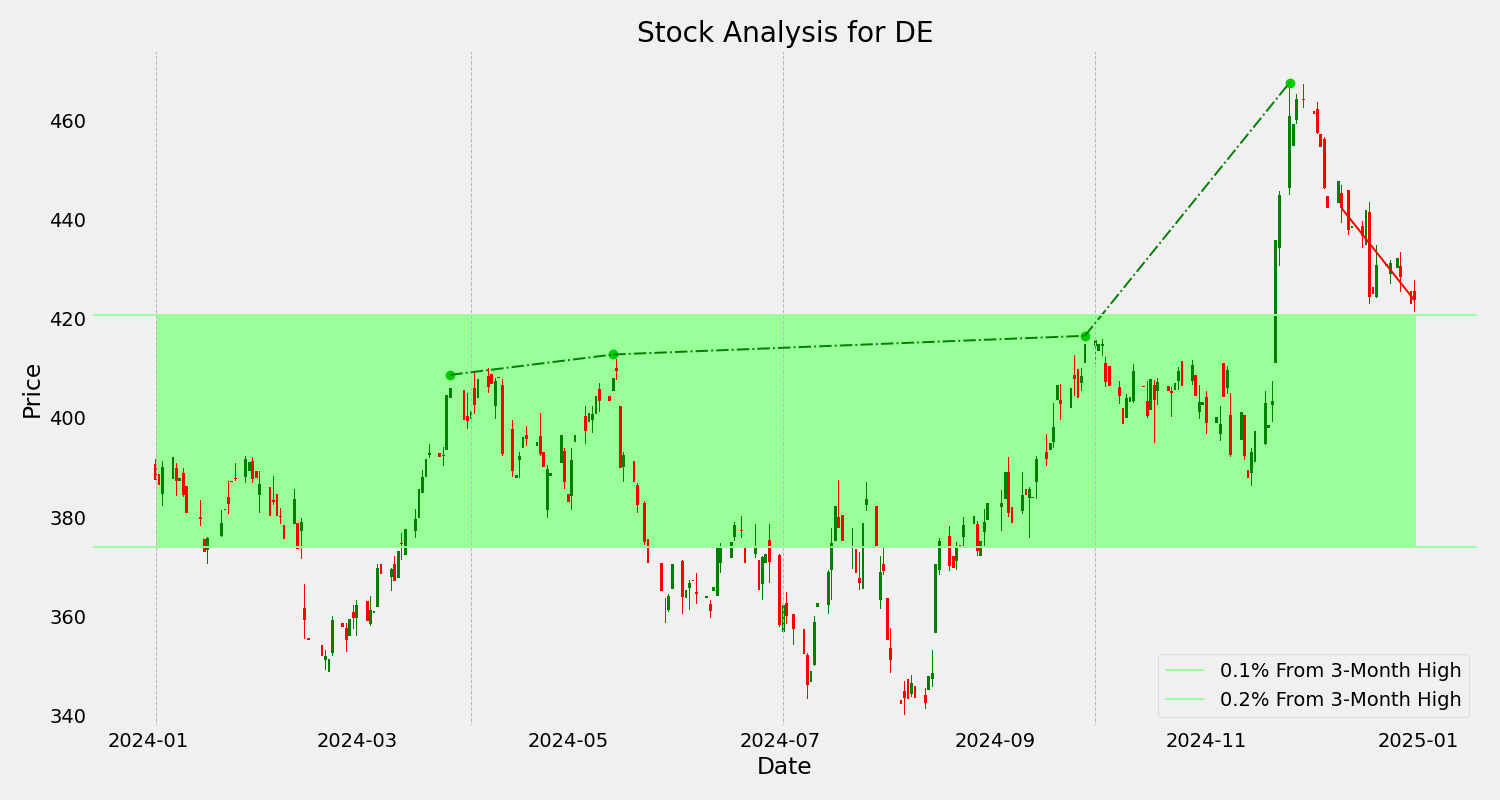 Stock Analysis for DE
460
440
420
400
380
360
340
Price
2024-01
2024-03
2024-05
2024-07
2024-09
2024-11
2025-01
Date
0.1% From 3-Month High
0.2% From 3-Month High